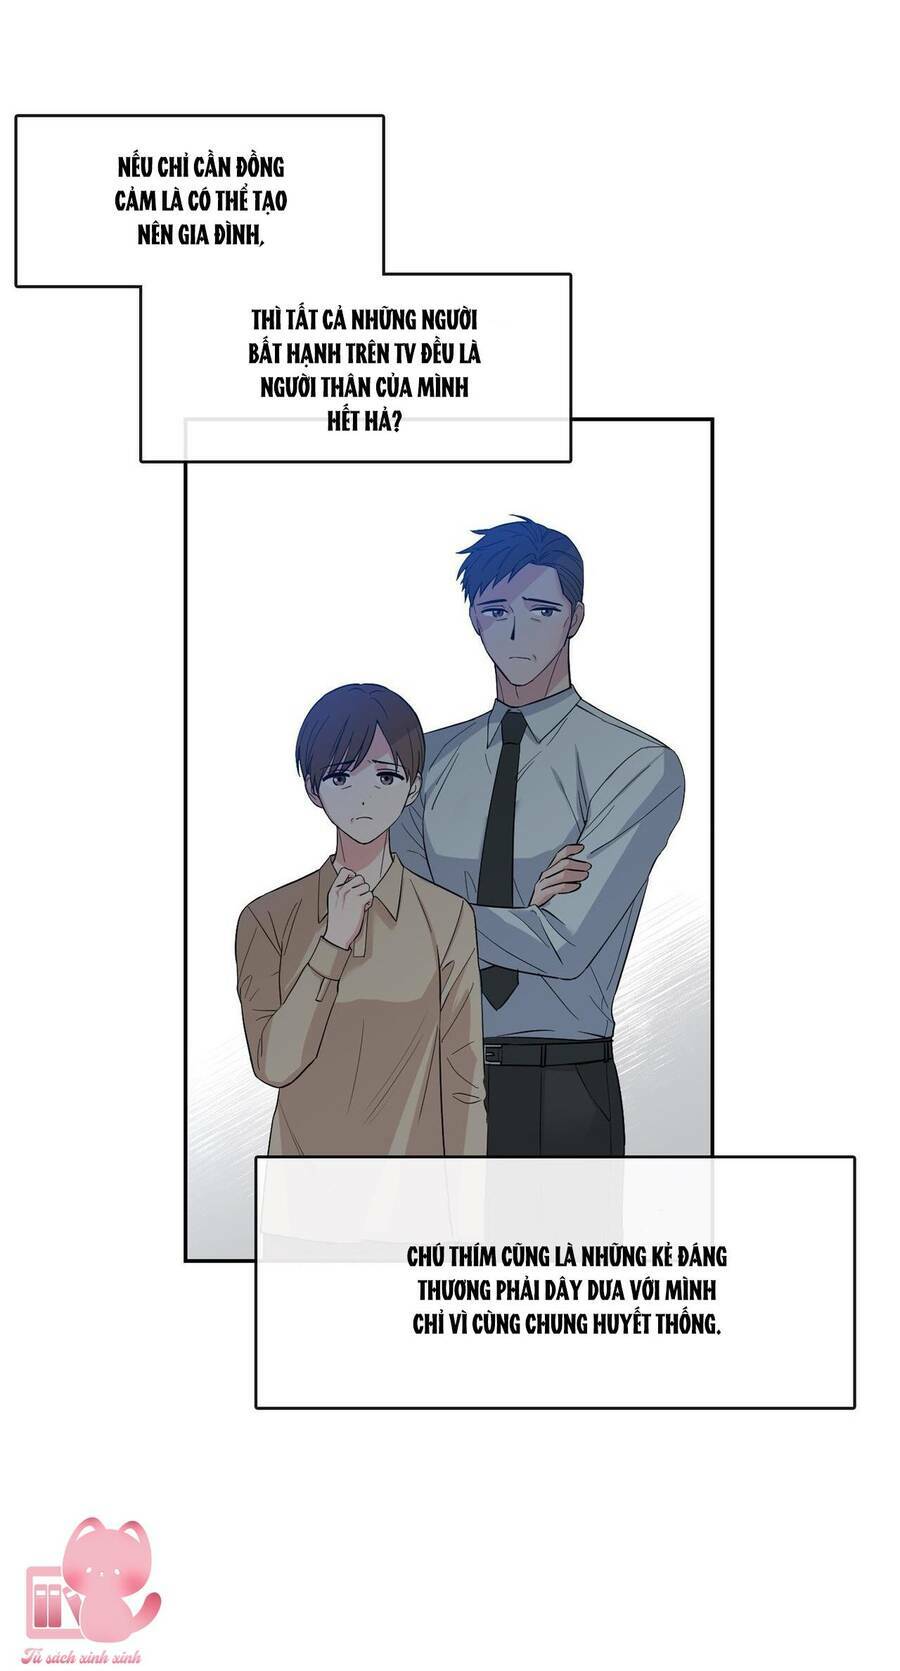 NẾU CHỈ CẦN ĐỒNG
CẢM LÀ CÓ THỂ TẠO
NÊN GIA ĐÌNH,
THÌ TẤT CẢ NHỮNG NGƯỜI
BẤT HẠNH TRÊN TV ĐỀU LÀ
NGƯỜI THÂN CỦA MÌNH
HẾT HẢ?
CHÚ THÍM CŨNG LÀ NHỮNG KẺ ĐÁNG
THƯƠNG PHẢI DÂY DƯA VỚI MÌNH
CHỈ VÌ CÙNG CHUNG HUYẾT THỐNG.
Tủ sách xinh xinh